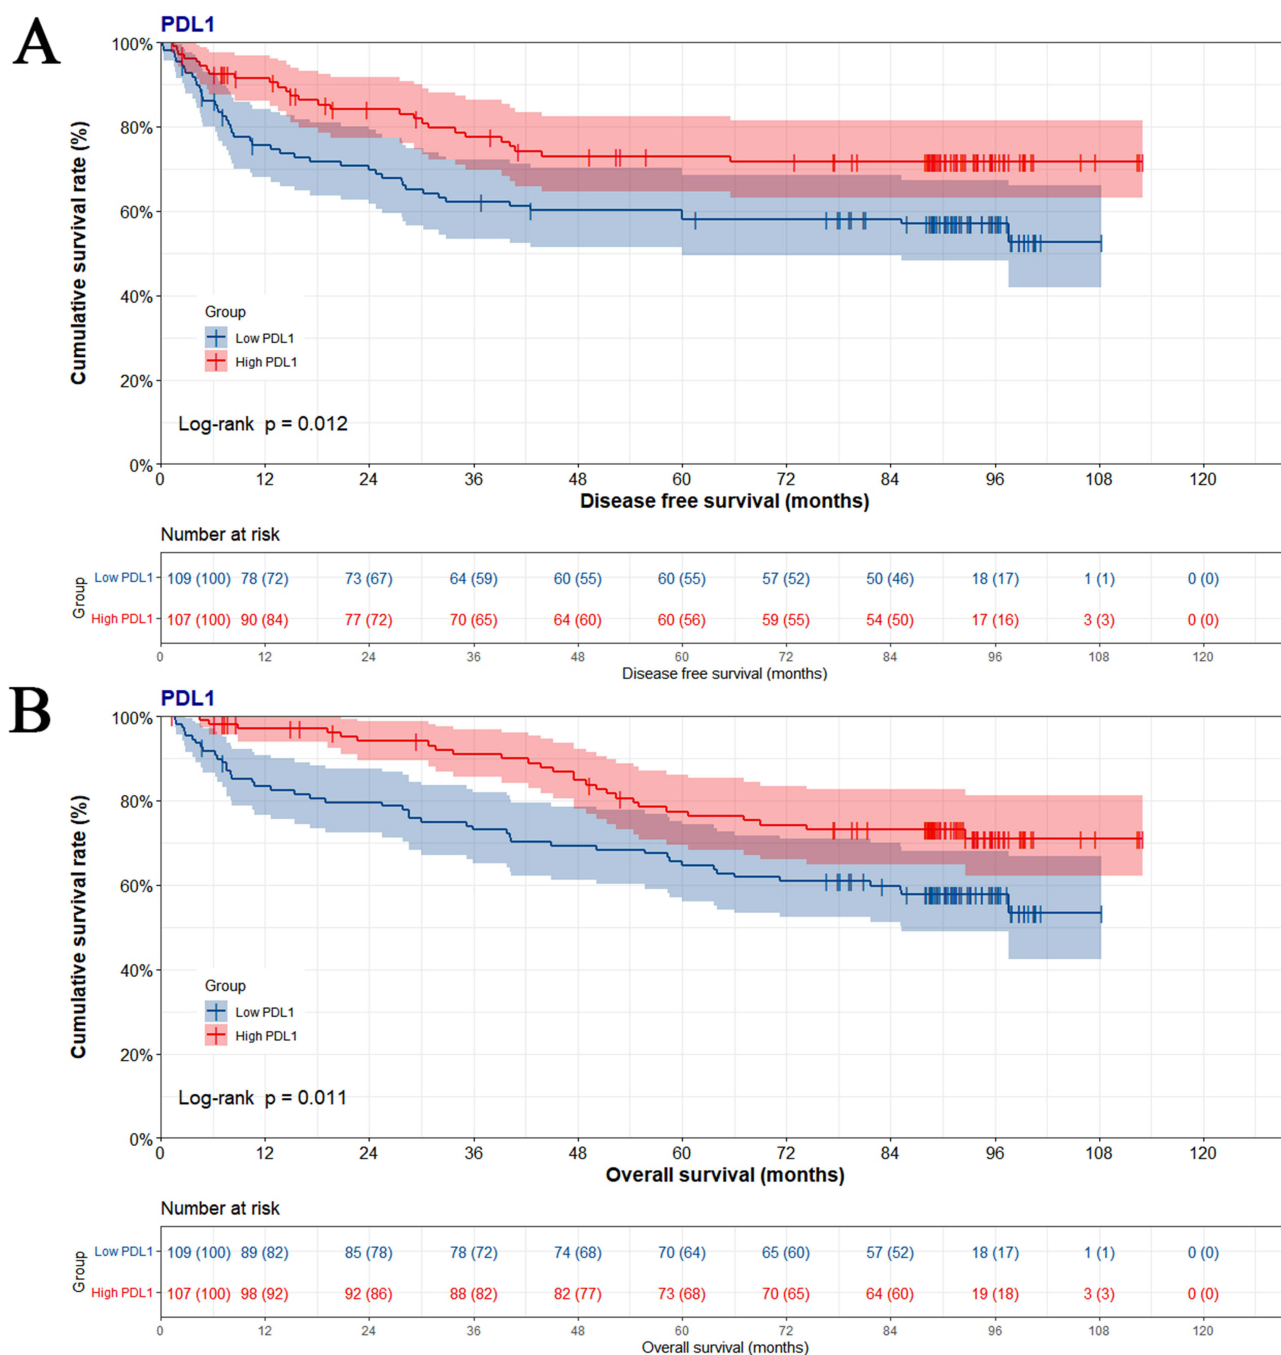 A
PDL1
100%
80%
60%
40%
20%
0%
Cumulative survival rate (%)
Group
Low PDL1
High PDL1
Log-rank p = 0.012
0 12 24 36 48 60 72 84 96 108 120
Disease free survival (months)
Number at risk
Group
Low PDL1 109 (100) 78 (72) 73 (67) 64 (59) 60 (55) 60 (55) 57 (52) 50 (46) 18 (17) 1 (1) 0 (0)
High PDL1 107 (100) 90 (84) 77 (72) 70 (65) 64 (60) 60 (56) 59 (55) 54 (50) 17 (16) 3 (3) 0 (0)
0 12 24 36 48 60 72 84 96 108 120
Disease free survival (months)
B
PDL1
100%
80%
60%
40%
20%
0%
Cumulative survival rate (%)
Group
Low PDL1
High PDL1
Log-rank p = 0.011
0 12 24 36 48 60 72 84 96 108 120
Overall survival (months)
Number at risk
Group
Low PDL1 109 (100) 89 (82) 85 (78) 78 (72) 74 (68) 70 (64) 65 (60) 57 (52) 18 (17) 1 (1) 0 (0)
High PDL1 107 (100) 98 (92) 92 (86) 88 (82) 82 (77) 73 (68) 70 (65) 64 (60) 19 (18) 3 (3) 0 (0)
0 12 24 36 48 60 72 84 96 108 120
Overall survival (months)